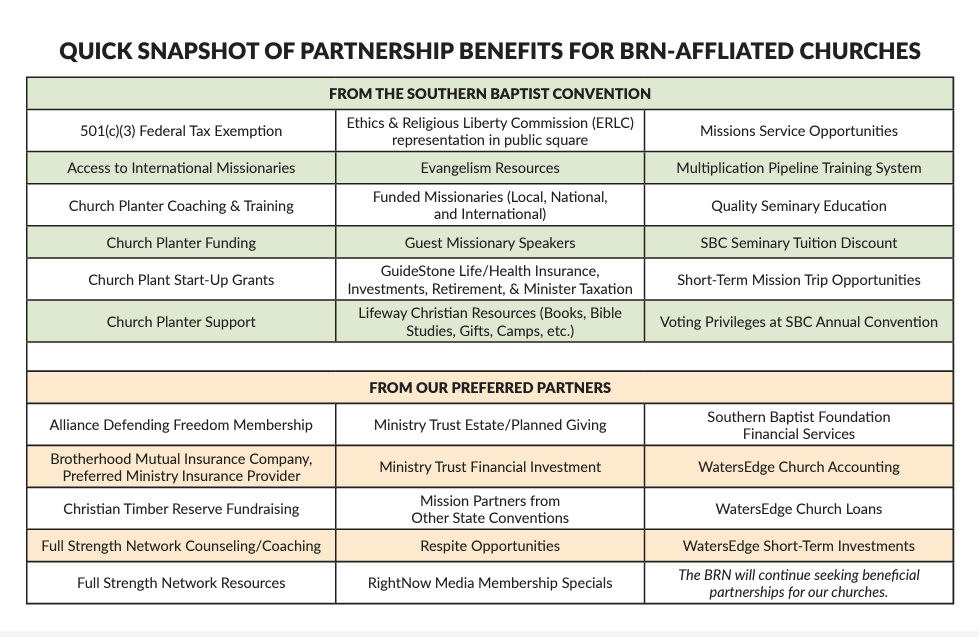 QUICK SNAPSHOT OF PARTNERSHIP BENEFITS FOR BRN-AFFLIATED CHURCHES
FROM THE SOUTHERN BAPTIST CONVENTION
501(c)(3) Federal Tax Exemption
Ethics & Religious Liberty Commission (ERLC)
representation in public square
Missions Service Opportunities
Access to International Missionaries
Evangelism Resources
Multiplication Pipeline Training System
Church Planter Coaching & Training
Funded Missionaries (Local, National,
and International)
Quality Seminary Education
Church Planter Funding
Guest Missionary Speakers
SBC Seminary Tuition Discount
Church Plant Start-Up Grants
GuideStone Life/Health Insurance,
Investments, Retirement, & Minister Taxation
Short-Term Mission Trip Opportunities
Church Planter Support
Lifeway Christian Resources (Books, Bible
Studies, Gifts, Camps, etc.)
Voting Privileges at SBC Annual Convention
FROM OUR PREFERRED PARTNERS
Alliance Defending Freedom Membership
Ministry Trust Estate/Planned Giving
Southern Baptist Foundation
Financial Services
Brotherhood Mutual Insurance Company,
Preferred Ministry Insurance Provider
Ministry Trust Financial Investment
WatersEdge Church Accounting
Christian Timber Reserve Fundraising
Mission Partners from
Other State Conventions
WatersEdge Church Loans
Full Strength Network Counseling/Coaching
Respite Opportunities
WatersEdge Short-Term Investments
Full Strength Network Resources
RightNow Media Membership Specials
The BRN will continue seeking beneficial
partnerships for our churches.